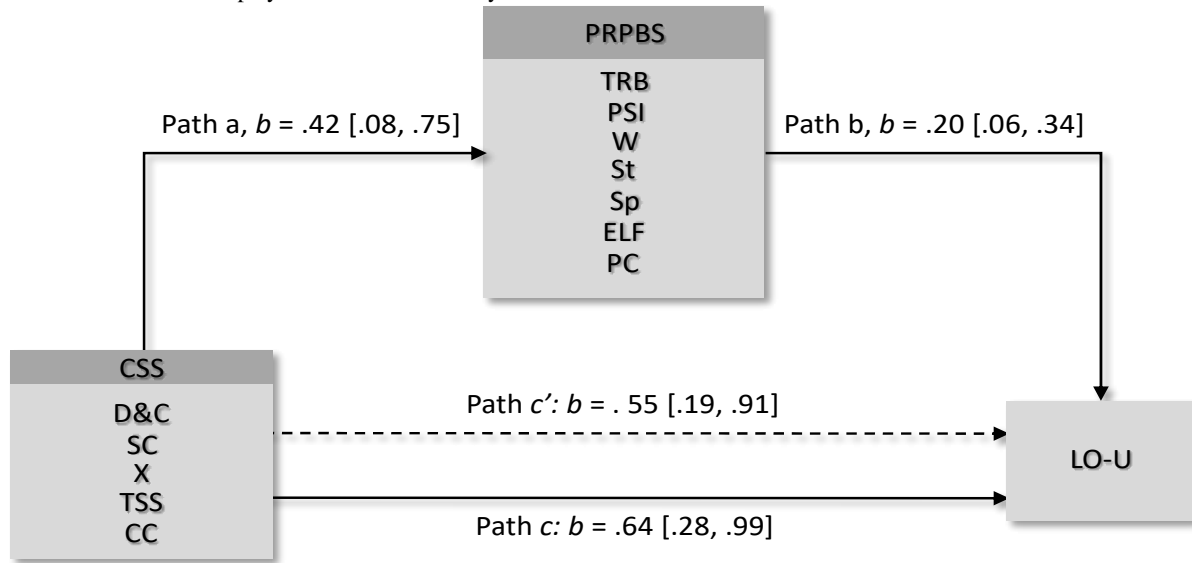 PRPBS
TRB
PSI
W
St
Sp
ELF
PC
Path a, b = .42 [.08, .75]
Path b, b = .20 [.06, .34]
CSS
D&C
SC
X
TSS
CC
Path c’: b = . 55 [.19, .91]
Path c: b = .64 [.28, .99]
LO-U